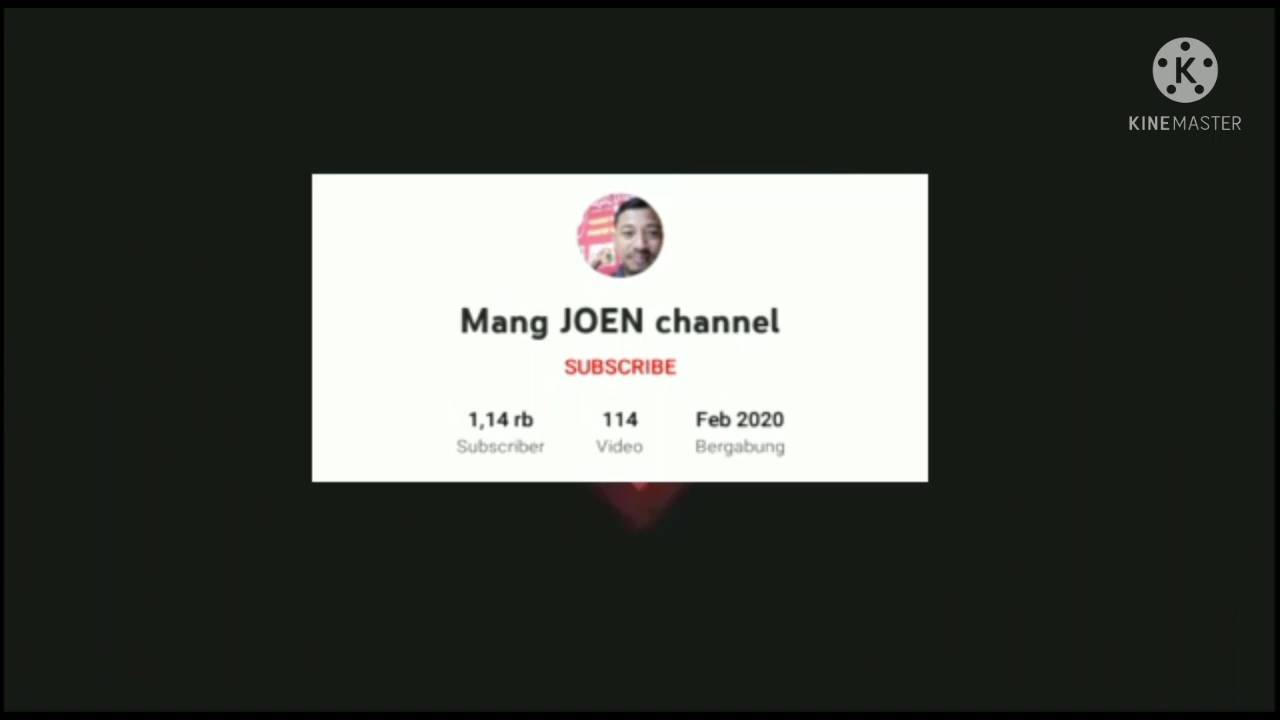 K
KINEMASTER
Mang JOEN channel
SUBSCRIBE
1,14 rb 114 Feb 2020
Subscriber Video Bergabung